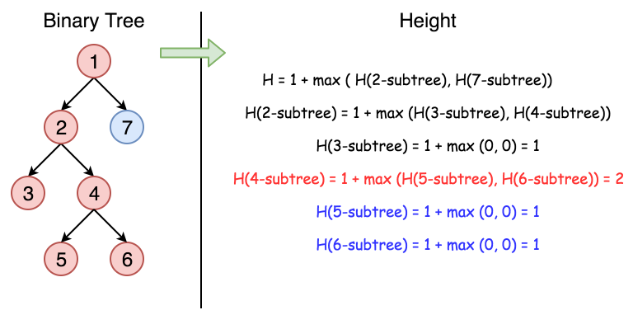 Binary Tree
Height
1
2
7
3
4
5
6
H = 1 + max ( H(2-subtree), H(7-subtree))
H(2-subtree) = 1 + max (H(3-subtree), H(4-subtree))
H(3-subtree) = 1 + max (0, 0) = 1
H(4-subtree) = 1 + max (H(5-subtree), H(6-subtree)) = 2
H(5-subtree) = 1 + max (0, 0) = 1
H(6-subtree) = 1 + max (0, 0) = 1